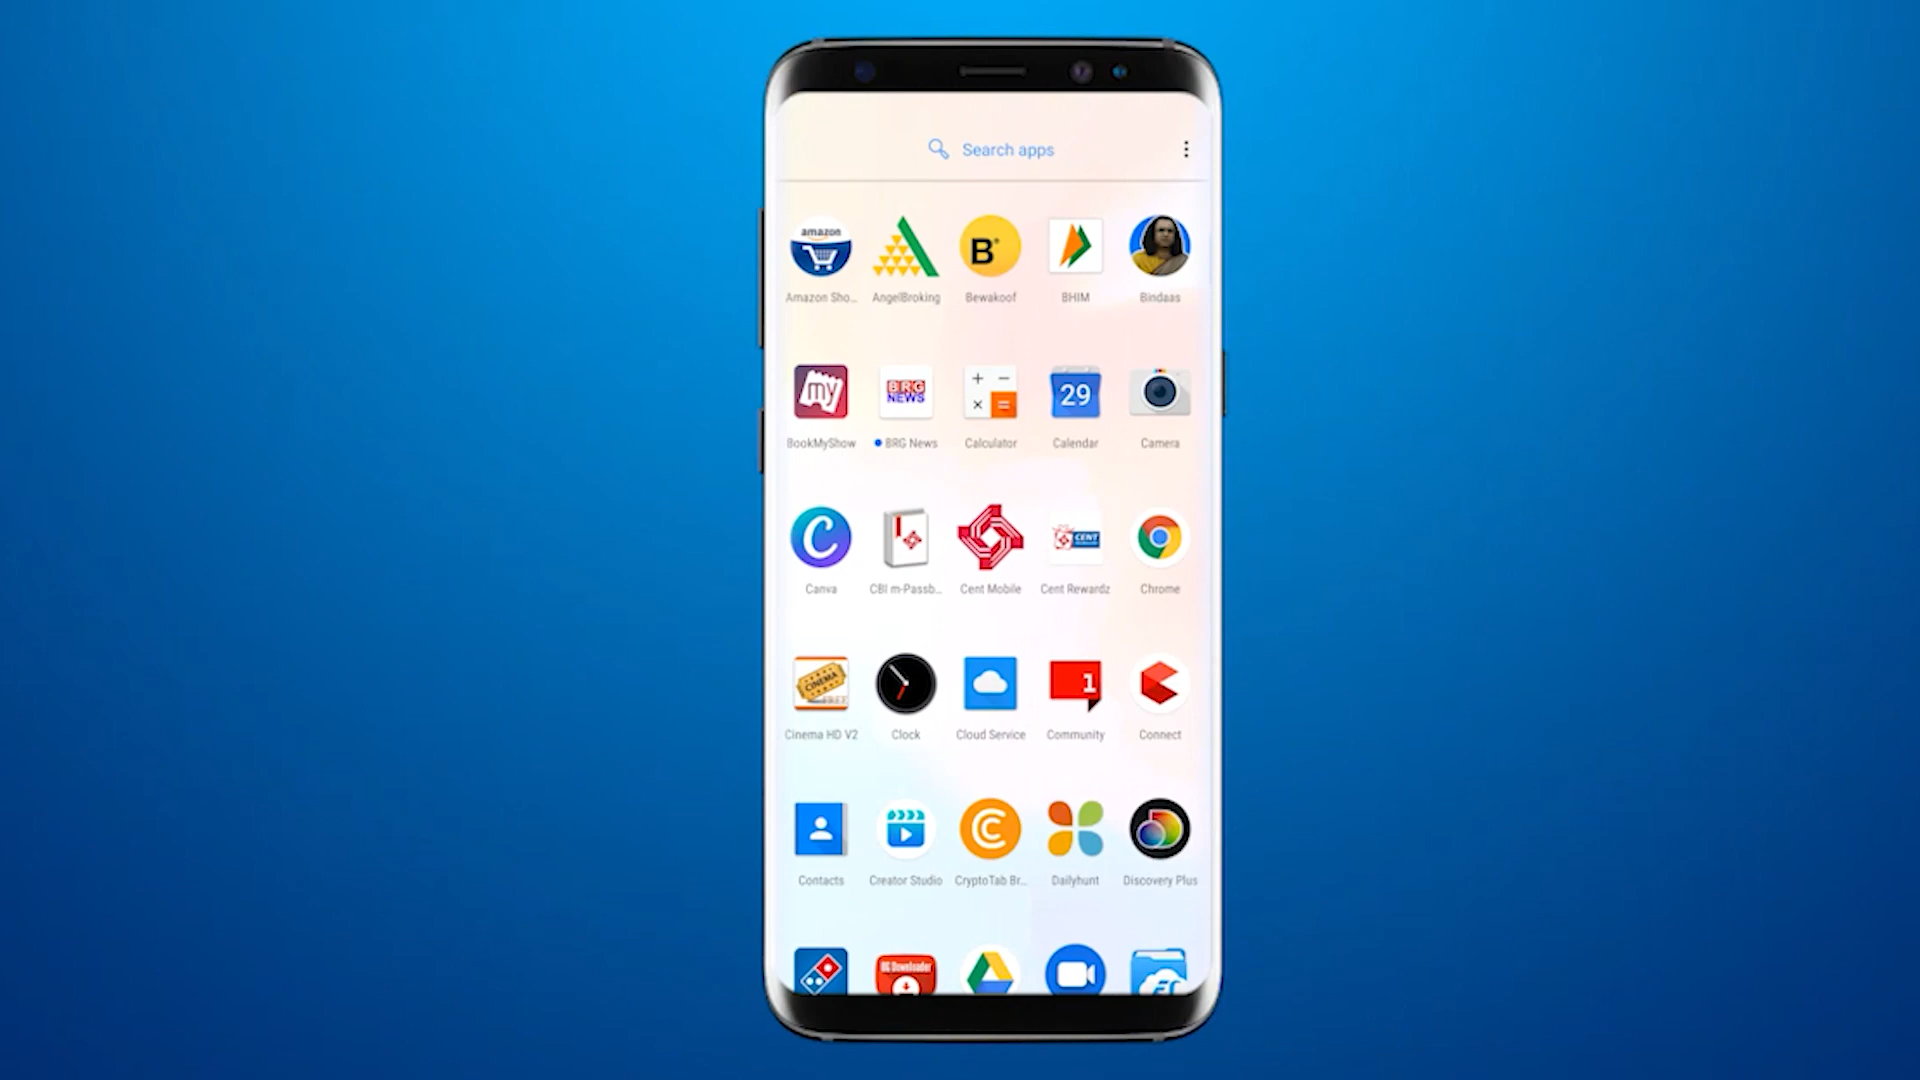 Search apps
amazon
B
Amazon Sho...
AngelBroking
Bewakoof
BHIM
Bindaas
my
BRG
NEWS
29
BookMyShow
BRG News
Calculator
Calendar
Camera
C
CENT
Canva
CBI m-Passb...
Cent Mobile
Cent Rewardz
Chrome
CINEMA
1
Cinema HD V2
Clock
Cloud Service
Community
Connect
C
Contacts
Creator Studio
CryptoTab Br...
Dailyhunt
Discovery Plus
OG Downloader